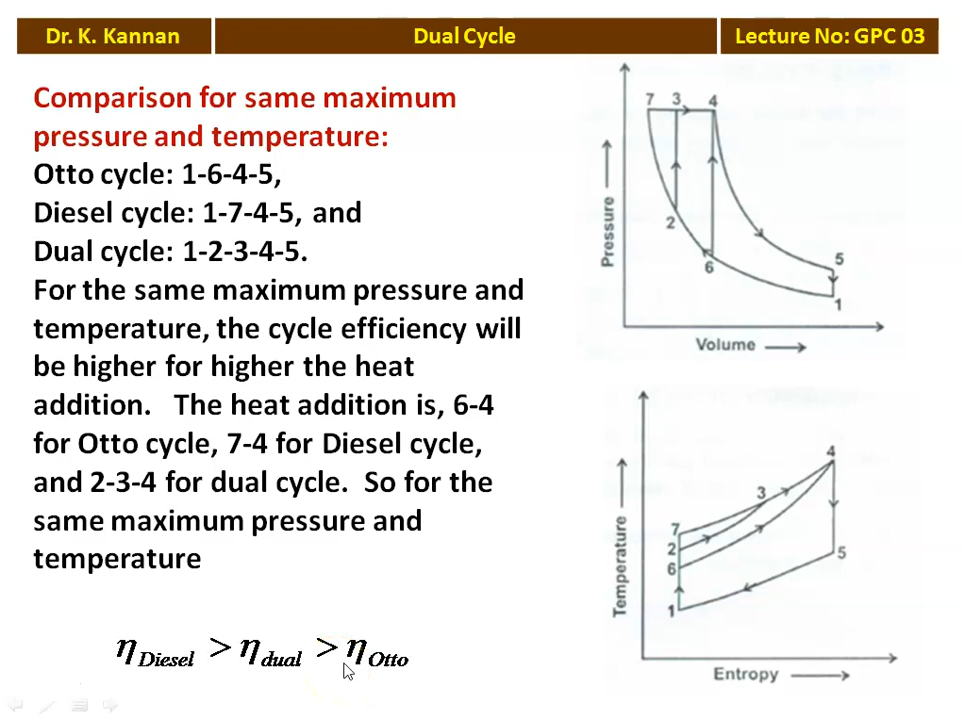 Dr. K. Kannan
Dual Cycle
Lecture No: GPC 03
Comparison for same maximum
pressure and temperature:
Otto cycle: 1-6-4-5,
Diesel cycle: 1-7-4-5, and
Dual cycle: 1-2-3-4-5.
For the same maximum pressure and
temperature, the cycle efficiency will
be higher for higher the heat
addition. The heat addition is, 6-4
for Otto cycle, 7-4 for Diesel cycle,
and 2-3-4 for dual cycle. So for the
same maximum pressure and
temperature
η Diesel > η dual > η Otto
7 3 4
2
6
5
1
Pressure
Volume
4
3
7
2
6
5
1
Temperature
Entropy